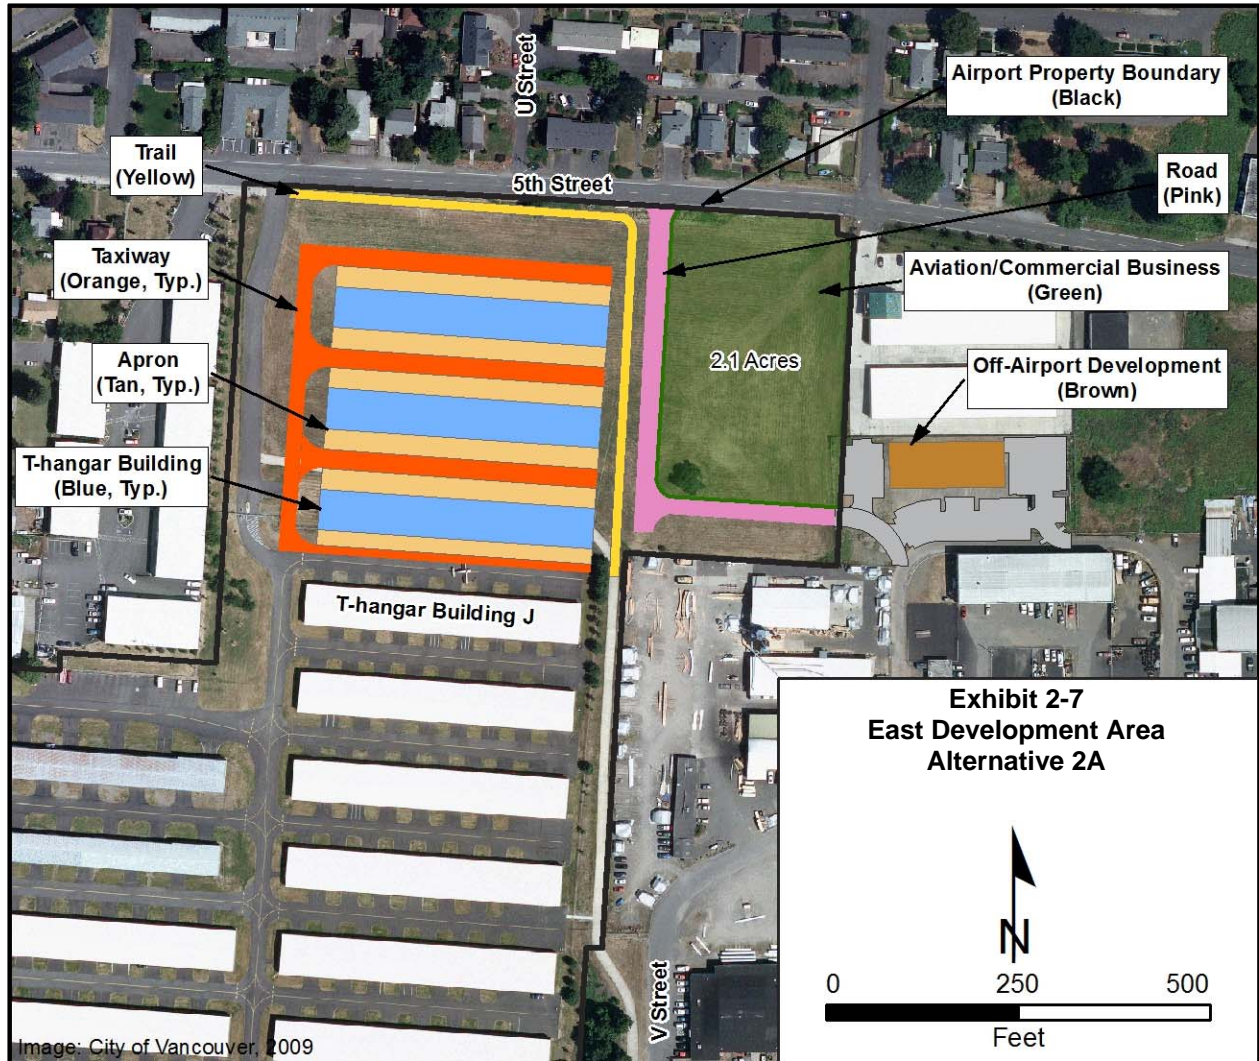 U Street
Airport Property Boundary
(Black)
Trail
(Yellow)
5th Street
Road
(Pink)
Taxiway
(Orange, Typ.)
Aviation/Commercial Business
(Green)
Apron
(Tan, Typ.)
2.1 Acres
Off-Airport Development
(Brown)
T-hangar Building
(Blue, Typ.)
T-hangar Building J
V Street
Exhibit 2-7
East Development Area
Alternative 2A
N
0 250 500
Feet
Image: City of Vancouver, 2009